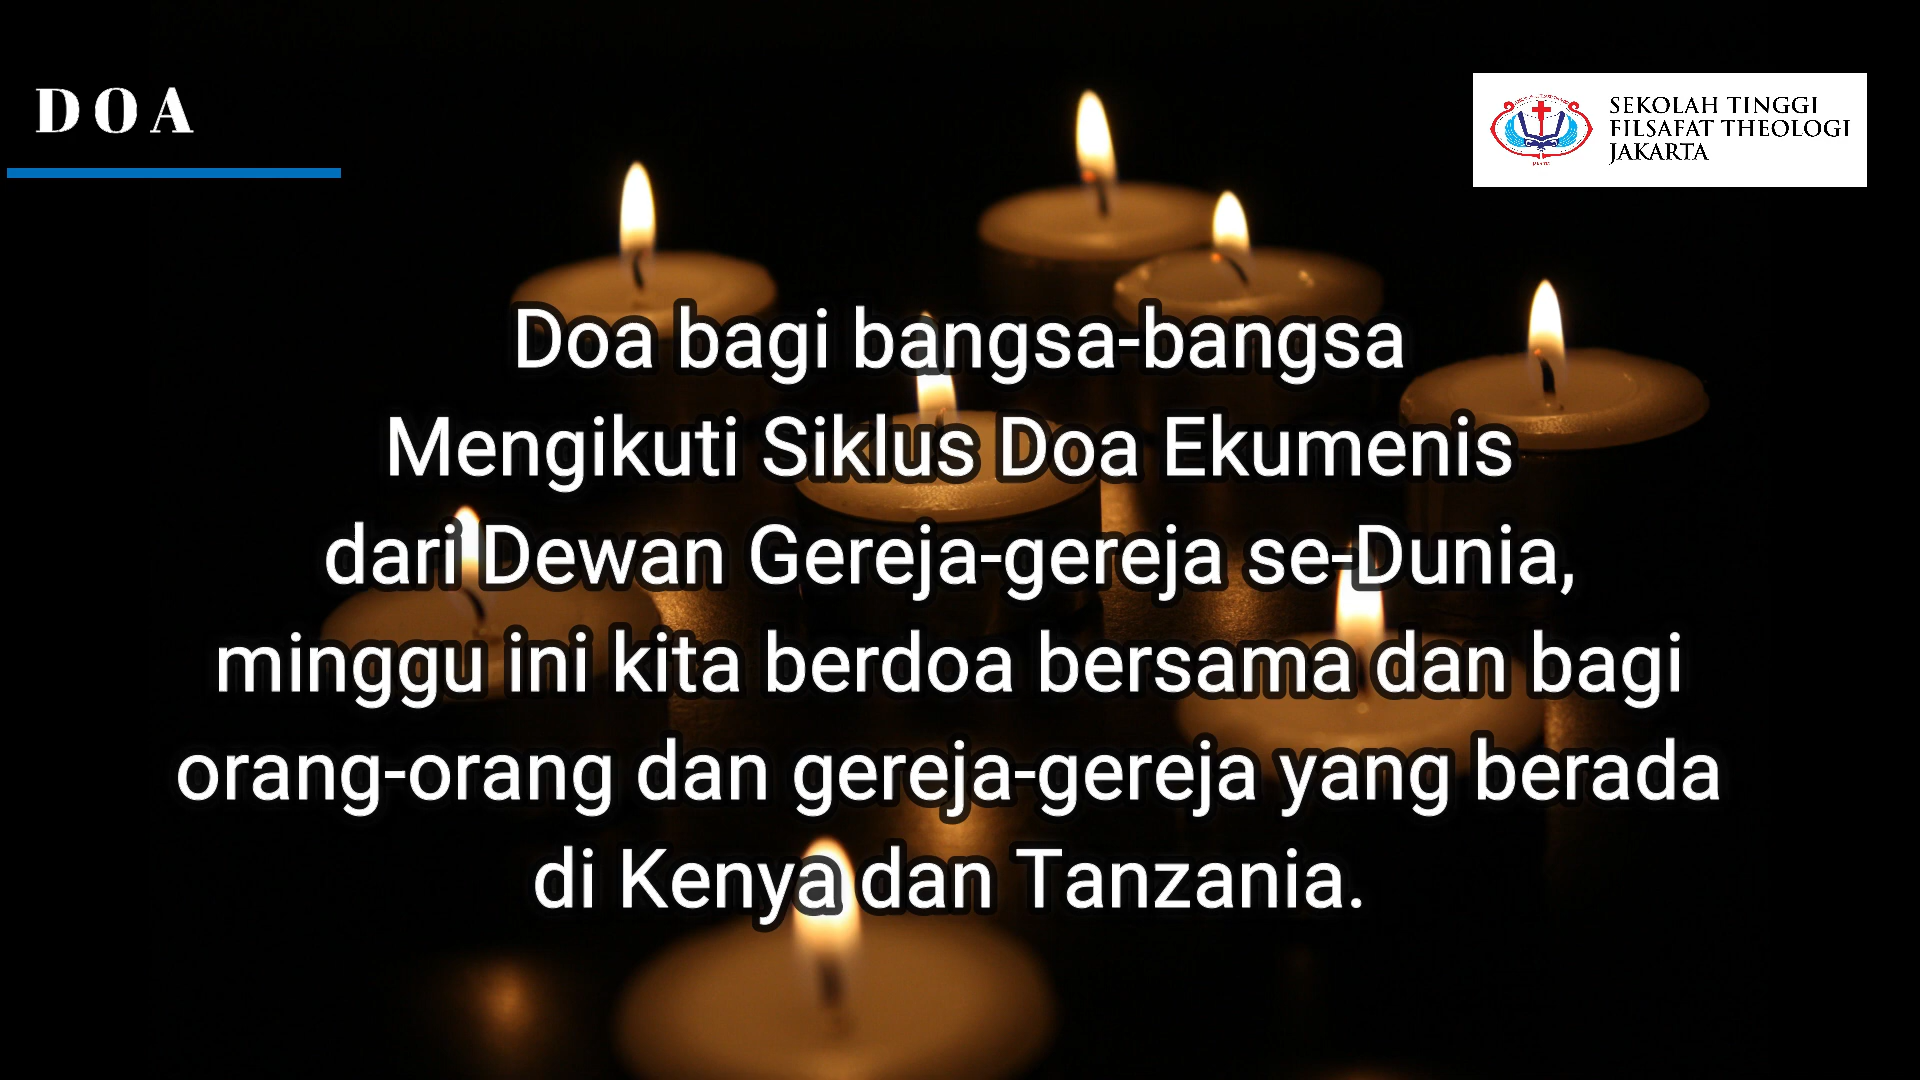 DOA
SEKOLAH TINGGI
FILSAFAT THEOLOGI
JAKARTA
Doa bagi bangsa-bangsa
Mengikuti Siklus Doa Ekumenis
dari Dewan Gereja-gereja se-Dunia,
minggu ini kita berdoa bersama dan bagi
orang-orang dan gereja-gereja yang berada
di Kenya dan Tanzania.